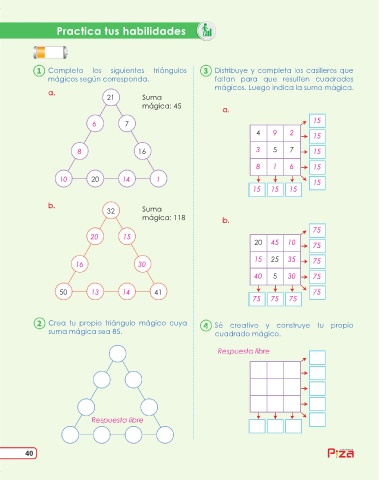 Practica tus habilidades
1 Completa los siguientes triángulos
mágicos según corresponda.
a.
21
Suma
mágica: 45
6 7
8 16
10 20 14 1
b.
32
Suma
mágica: 118
20 15
16 30
50 13 14 41
2 Crea tu propio triángulo mágico cuya
suma mágica sea 85.
Respuesta libre
3 Distribuye y completa los casilleros que
faltan para que resulten cuadrados
mágicos. Luego indica la suma mágica.
a.
15
4 9 2 15
3 5 7 15
8 1 6 15
15 15 15 15
b.
75
20 45 10 75
15 25 35 75
40 5 30 75
75 75 75 75
4 Sé creativo y construye tu propio
cuadrado mágico.
Respuesta libre
40